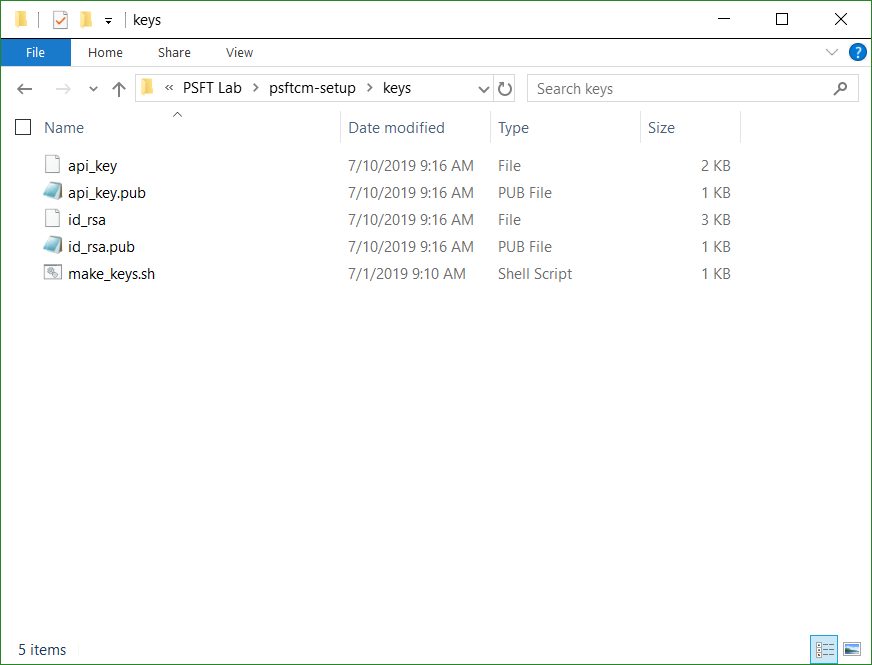 keys
File Home Share View
?
« PSFT Lab > psftcm-setup > keys Search keys
Name Date modified Type Size
api_key 7/10/2019 9:16 AM File 2 KB
api_key.pub 7/10/2019 9:16 AM PUB File 1 KB
id_rsa 7/10/2019 9:16 AM File 3 KB
id_rsa.pub 7/10/2019 9:16 AM PUB File 1 KB
make_keys.sh 7/1/2019 9:10 AM Shell Script 1 KB
5 items